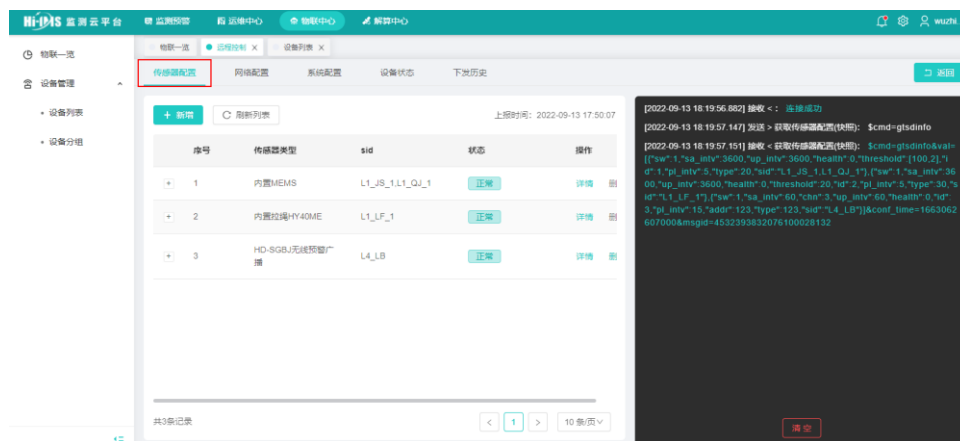 Hi-IMS 监测云平台 监测预警 运维中心 物联中心 解算中心 wuzhi.
物联一览
设备管理
设备列表
设备分组
物联一览 远程控制 X 设备列表 X
传感器配置 网络配置 系统配置 设备状态 下发历史 返回
+ 新增 刷新列表 上报时间: 2022-09-13 17:50:07
序号 传感器类型 sid 状态 操作
+ 1 内置MEMS L1_JS_1,L1_QJ_1 正常 详情 删
+ 2 内置拉绳HY40ME L1_LF_1 正常 详情 删
+ 3 HD-SGBJ无线预警广播 L4_LB 正常 详情 删
共3条记录 < 1 > 10 条/页
[2022-09-13 18:19:56.882] 接收 < : 连接成功
[2022-09-13 18:19:57.147] 发送 > 获取传感器配置(快照): $cmd=gtsdinfo
[2022-09-13 18:19:57.151] 接收 < 获取传感器配置(快照): $cmd=gtsdinfo&val=
[{"sw":1,"sa_intv":3600,"up_intv":3600,"health":0,"threshold":[100,2],"i
d":1,"pl_intv":5,"type":20,"sid":"L1_JS_1,L1_QJ_1"},{"sw":1,"sa_intv":36
00,"up_intv":3600,"health":0,"threshold":20,"id":2,"pl_intv":5,"type":30,"s
id":"L1_LF_1"},{"sw":1,"sa_intv":60,"chn":3,"up_intv":60,"health":0,"id":
3,"pl_intv":15,"addr":123,"type":123,"sid":"L4_LB"}]&conf_time=1663062
607000&msgid=4532393832076100028132
清空